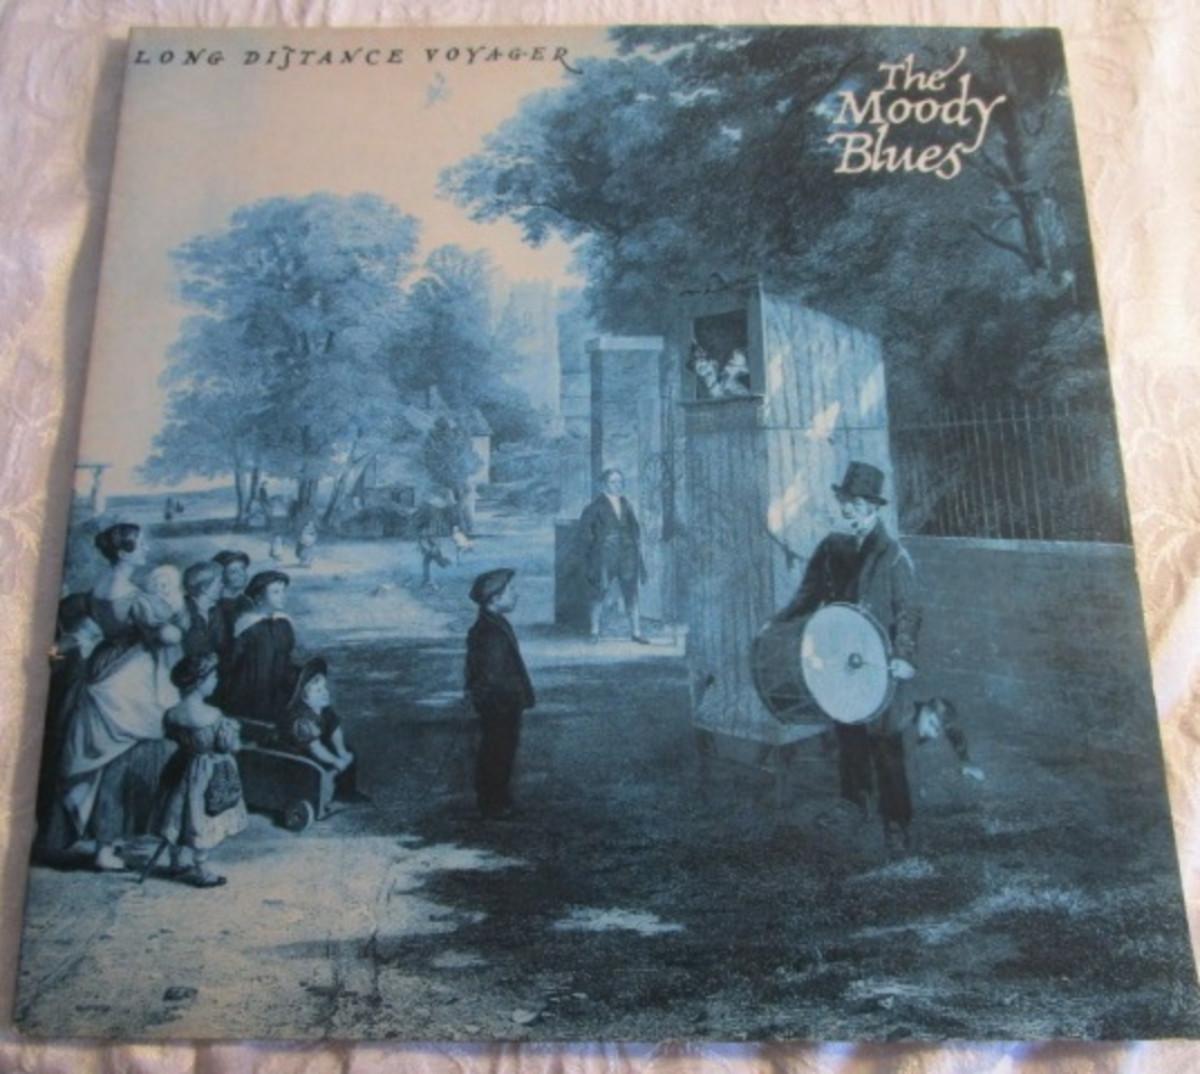 LONG DISTANCE VOYAGER
The
Moody
Blues